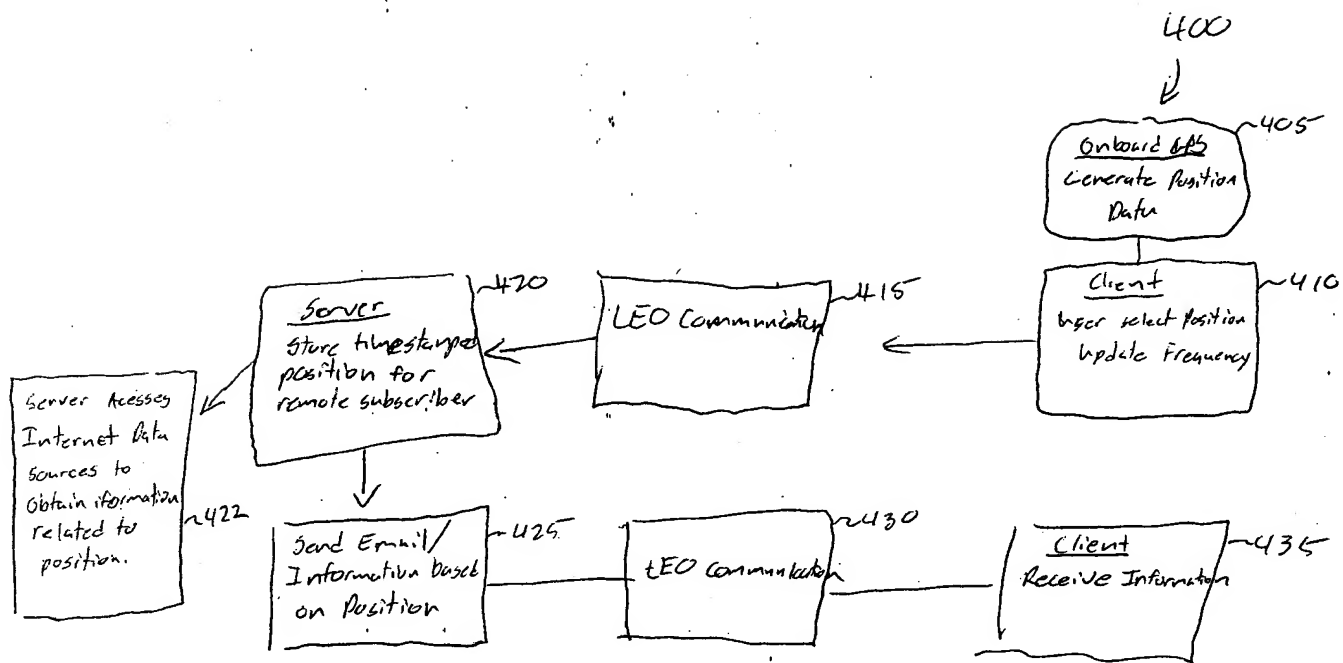 400
Onboard GPS
~405
Generate Position
Data
Client
~410
User select Position
Update Frequency
LEO Communication
~415
Server
~420
Store timestamped
position for
remote subscriber
Server Acesses
Internet Data
sources to
obtain iformation
related to
position.
~422
Send Email/
Information based
on Position
~425
LEO Communication
~430
Client
~435
Receive Information